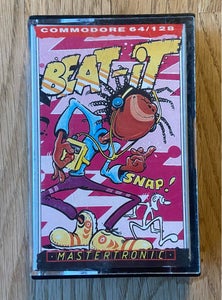 COMMODORE 64/128
BEAT-iT
SNAP!
MASTERTRONIC